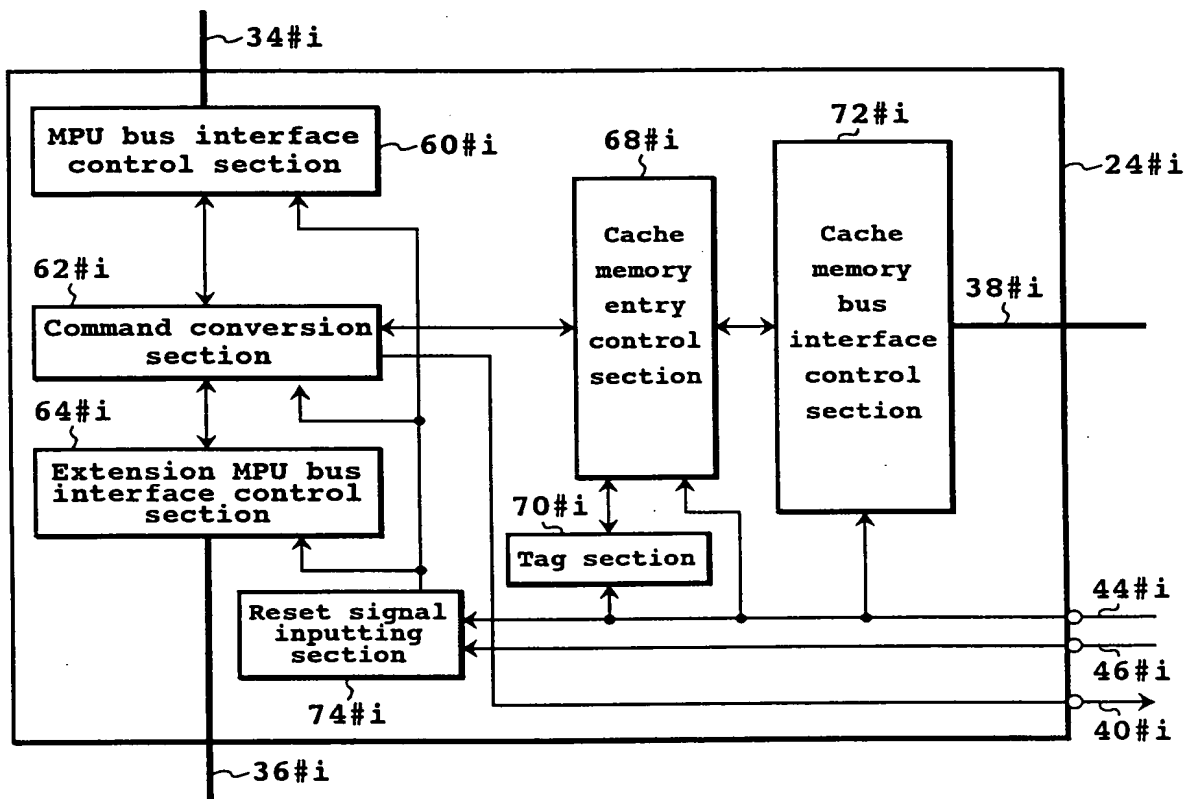 34#i
MPU bus interface
control section
60#i
72#i
68#i
24#i
Cache
memory
entry
control
section
Cache
memory
bus
interface
control
section
62#i
38#i
Command conversion
section
64#i
Extension MPU bus
interface control
section
70#i
Tag section
Reset signal
inputting
section
44#i
46#i
74#i
40#i
36#i